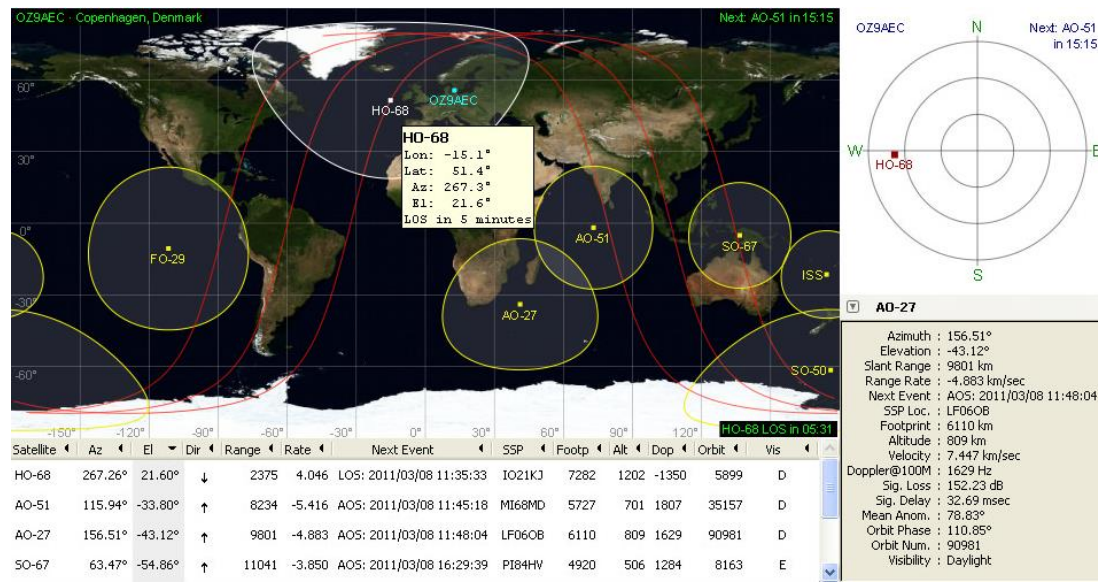 OZ9AEC - Copenhagen, Denmark
Next: AO-51 in 15:15
60°
HO-68
OZ9AEC
HO-68
Lon: -15.1°
Lat: 51.4°
Az: 267.3°
El: 21.6°
LOS in 5 minutes
30°
0°
FO-29
AO-51
SO-67
ISS
-30°
AO-27
-60°
SO-50
-150° -120° -90° -60° -30° 0° 30° 60° 90° 120°
HO-68 LOS in 05:31
OZ9AEC
N
Next: AO-51
in 15:15
W
HO-68
E
S
AO-27
Azimuth : 156.51°
Elevation : -43.12°
Slant Range : 9801 km
Range Rate : -4.883 km/sec
Next Event : AOS: 2011/03/08 11:48:04
SSP Loc. : LF06OB
Footprint : 6110 km
Altitude : 809 km
Velocity : 7.447 km/sec
Doppler@100M : 1629 Hz
Sig. Loss : 152.23 dB
Sig. Delay : 32.69 msec
Mean Anom. : 78.83°
Orbit Phase : 110.85°
Orbit Num. : 90981
Visibility : Daylight
Satellite Az El Dir Range Rate Next Event SSP Footp Alt Dop Orbit Vis
HO-68 267.26° 21.60° ↓ 2375 4.046 LOS: 2011/03/08 11:35:33 IO21KJ 7282 1202 -1350 5899 D
AO-51 115.94° -33.80° ↑ 8234 -5.416 AOS: 2011/03/08 11:45:18 MI68MD 5727 701 1807 35157 D
AO-27 156.51° -43.12° ↑ 9801 -4.883 AOS: 2011/03/08 11:48:04 LF06OB 6110 809 1629 90981 D
SO-67 63.47° -54.86° ↑ 11041 -3.850 AOS: 2011/03/08 16:29:39 PI84HV 4920 506 1284 8163 E